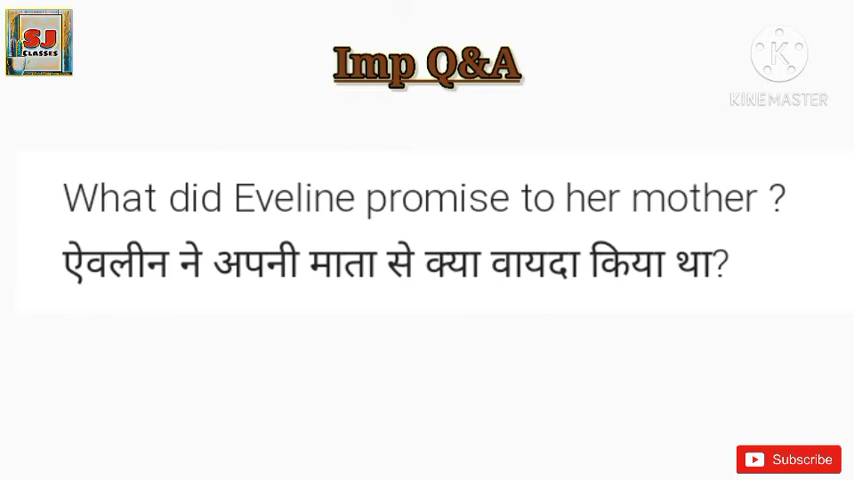 SJ
CLASSES
Imp Q&A
KINEMASTER
What did Eveline promise to her mother ?
ऐवलीन ने अपनी माता से क्या वायदा किया था?
Subscribe